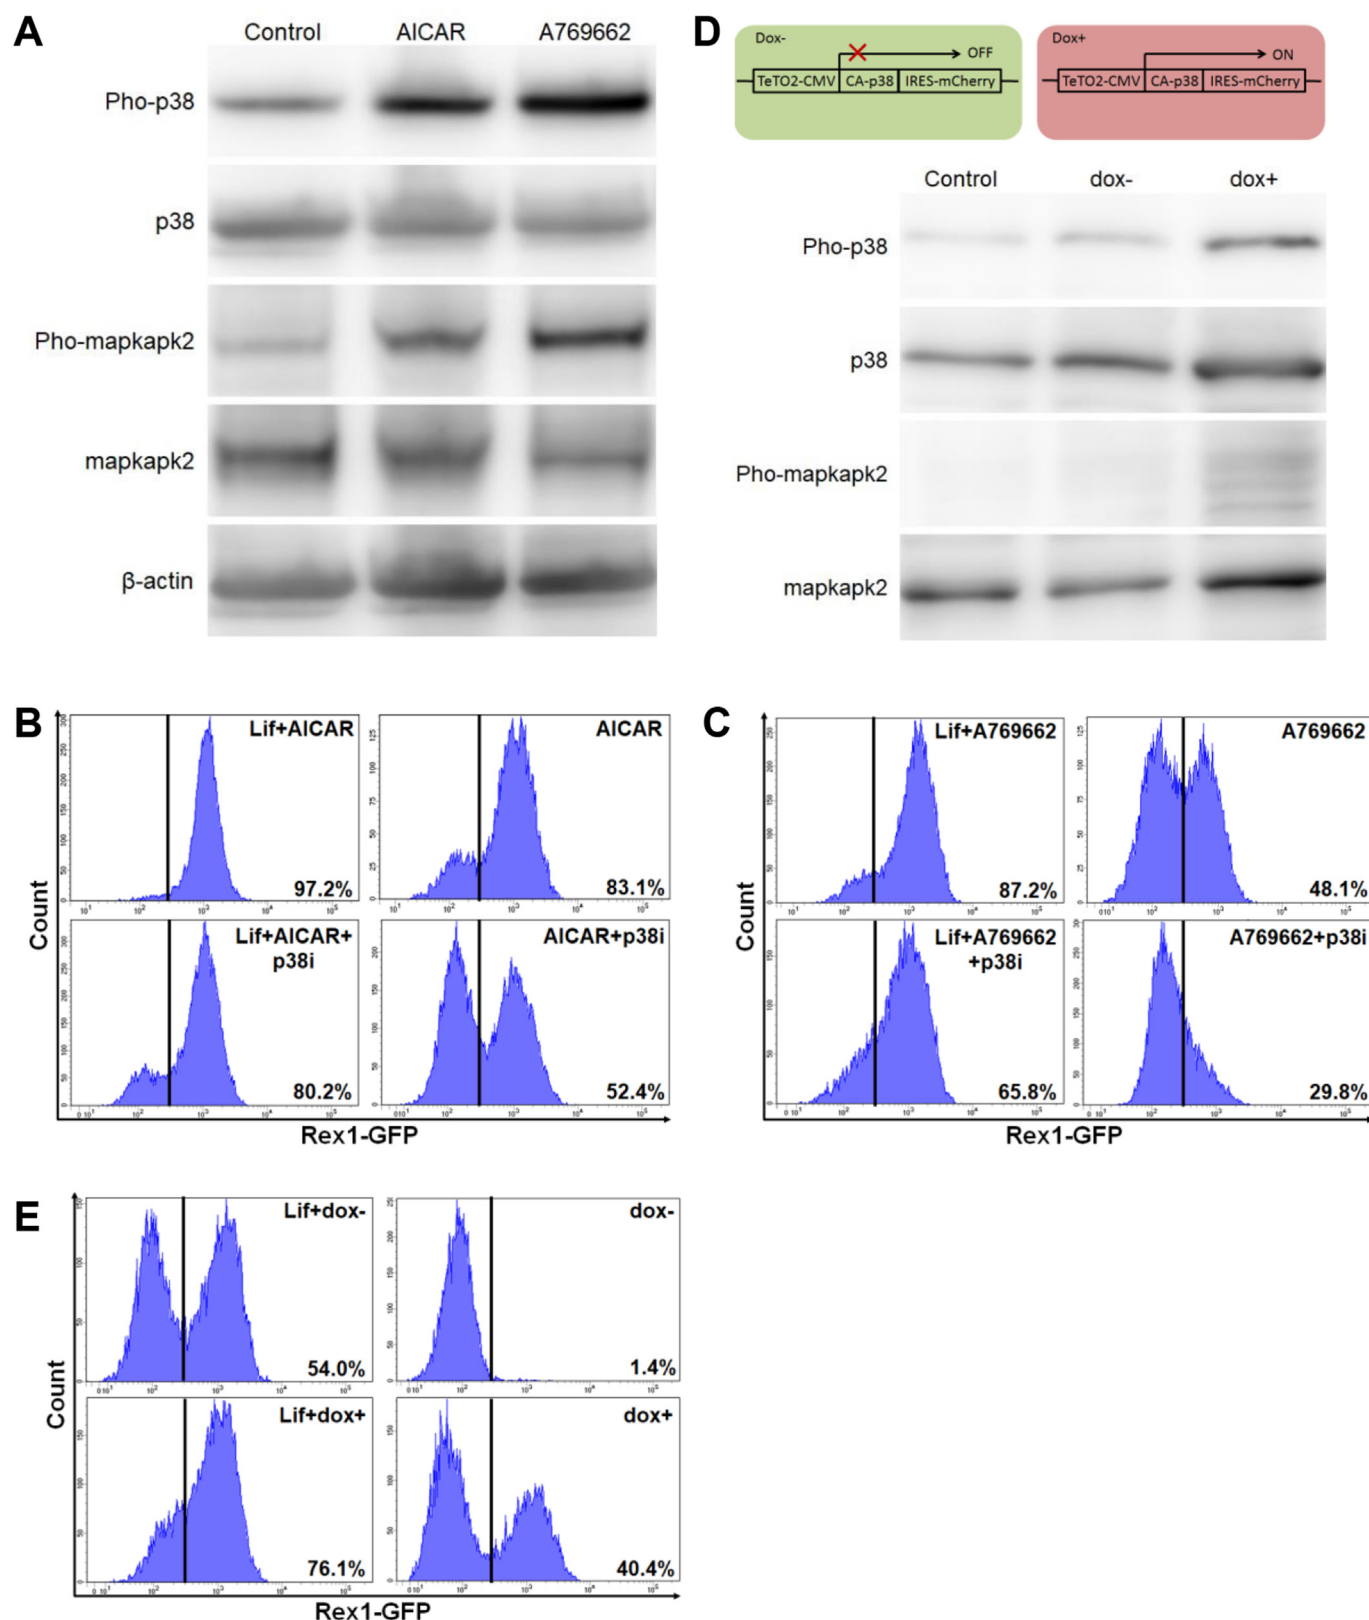 A
Control AICAR A769662
Pho-p38
p38
Pho-mapkapk2
mapkapk2
β-actin
D
Dox-
OFF
TeTO2-CMV CA-p38 IRES-mCherry
Dox+
ON
TeTO2-CMV CA-p38 IRES-mCherry
Control dox- dox+
Pho-p38
p38
Pho-mapkapk2
mapkapk2
B
Lif+AICAR
97.2%
AICAR
83.1%
Lif+AICAR+
p38i
80.2%
AICAR+p38i
52.4%
Count
Rex1-GFP
C
Lif+A769662
87.2%
A769662
48.1%
Lif+A769662
+p38i
65.8%
A769662+p38i
29.8%
Count
Rex1-GFP
E
Lif+dox-
54.0%
dox-
1.4%
Lif+dox+
76.1%
dox+
40.4%
Count
Rex1-GFP